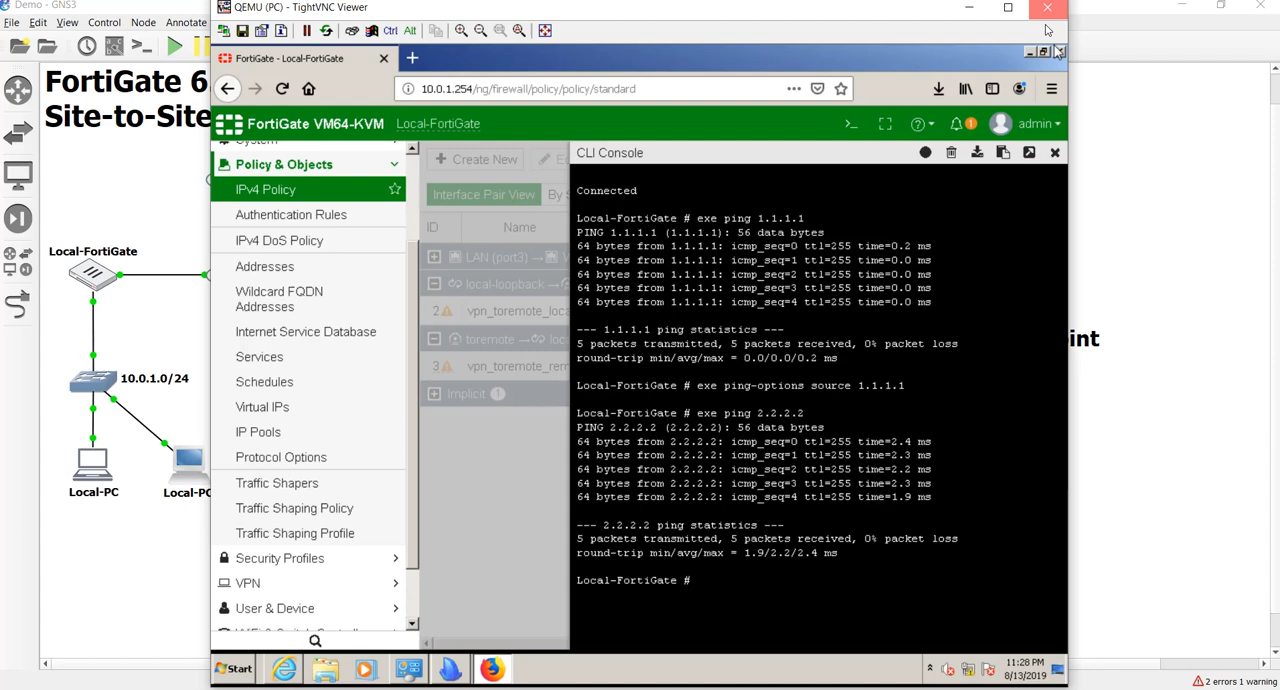 Demo - GNS3
File Edit View Control Node Annotate
FortiGate 6
Site-to-Site
Local-FortiGate
10.0.1.0/24
Local-PC
Local-PC
QEMU (PC) - TightVNC Viewer
Ctrl Alt
FortiGate - Local-FortiGate
10.0.1.254/ng/firewall/policy/policy/standard
FortiGate VM64-KVM Local-FortiGate
1 admin
Policy & Objects
IPv4 Policy
Authentication Rules
IPv4 DoS Policy
Addresses
Wildcard FQDN
Addresses
Internet Service Database
Services
Schedules
Virtual IPs
IP Pools
Protocol Options
Traffic Shapers
Traffic Shaping Policy
Traffic Shaping Profile
Security Profiles
VPN
User & Device
Create New
Interface Pair View By S
ID Name
LAN (port3) → W
local-loopback →
2 vpn_toremote_loca
toremote → loc
3 vpn_toremote_rem
Implicit 1
CLI Console
Connected
Local-FortiGate # exe ping 1.1.1.1
PING 1.1.1.1 (1.1.1.1): 56 data bytes
64 bytes from 1.1.1.1: icmp_seq=0 ttl=255 time=0.2 ms
64 bytes from 1.1.1.1: icmp_seq=1 ttl=255 time=0.0 ms
64 bytes from 1.1.1.1: icmp_seq=2 ttl=255 time=0.0 ms
64 bytes from 1.1.1.1: icmp_seq=3 ttl=255 time=0.0 ms
64 bytes from 1.1.1.1: icmp_seq=4 ttl=255 time=0.0 ms
--- 1.1.1.1 ping statistics ---
5 packets transmitted, 5 packets received, 0% packet loss
round-trip min/avg/max = 0.0/0.0/0.2 ms
Local-FortiGate # exe ping-options source 1.1.1.1
Local-FortiGate # exe ping 2.2.2.2
PING 2.2.2.2 (2.2.2.2): 56 data bytes
64 bytes from 2.2.2.2: icmp_seq=0 ttl=255 time=2.4 ms
64 bytes from 2.2.2.2: icmp_seq=1 ttl=255 time=2.3 ms
64 bytes from 2.2.2.2: icmp_seq=2 ttl=255 time=2.2 ms
64 bytes from 2.2.2.2: icmp_seq=3 ttl=255 time=2.3 ms
64 bytes from 2.2.2.2: icmp_seq=4 ttl=255 time=1.9 ms
--- 2.2.2.2 ping statistics ---
5 packets transmitted, 5 packets received, 0% packet loss
round-trip min/avg/max = 1.9/2.2/2.4 ms
Local-FortiGate #
oint
Start
11:28 PM
8/13/2019
2 errors 1 warning